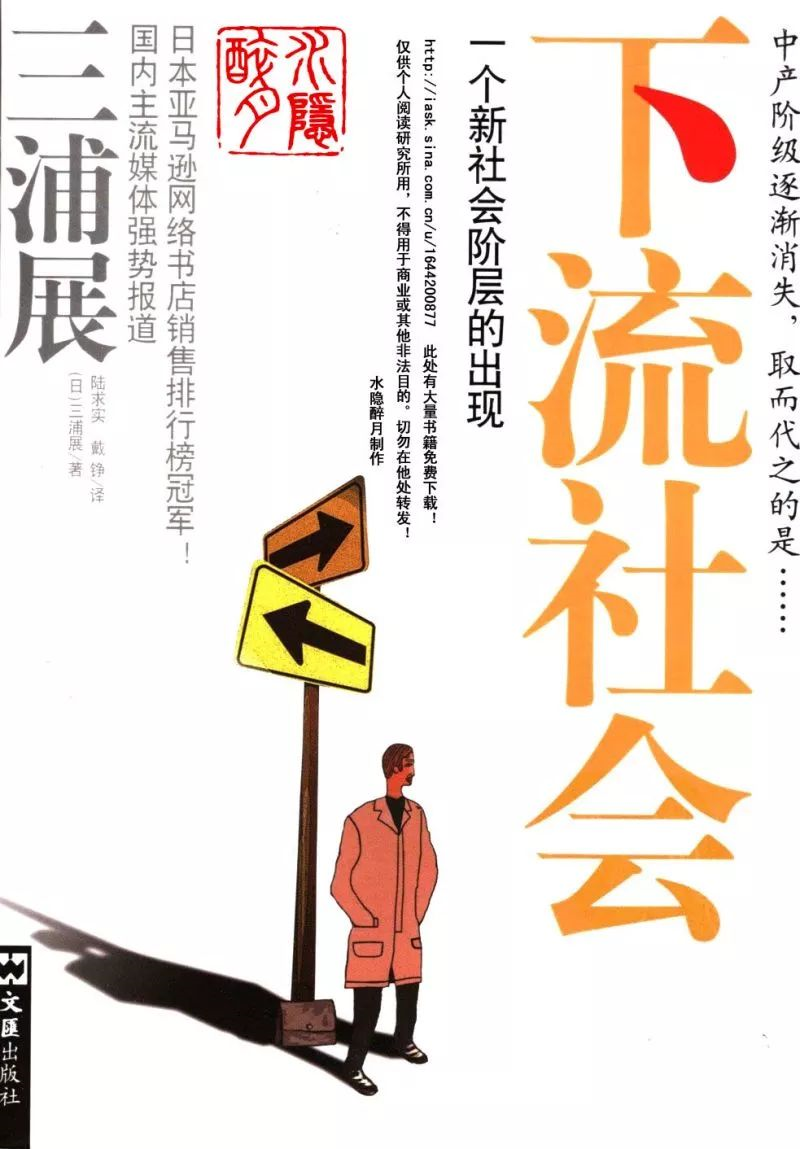 中产阶级逐渐消失，取而代之的是……
下流社会
一个新社会阶层的出现
http://iask.sina.com.cn/u/1644200877 此处有大量书籍免费下载！
仅供个人阅读研究所用，不得用于商业或其他非法目的。切勿在他处转发！
水隐醉月制作
水隐
醉月
日本亚马逊网络书店销售排行榜冠军！
国内主流媒体强势报道
三浦展
陆求实 戴铮/译
(日)三浦展/著
文匯出版社